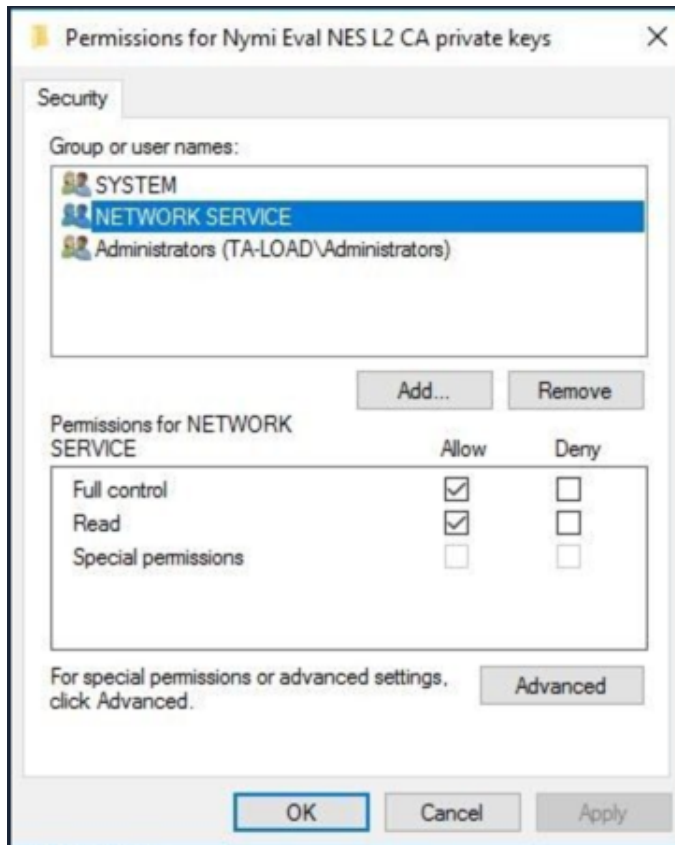 Permissions for Nymi Eval NES L2 CA private keys
Security
Group or user names:
SYSTEM
NETWORK SERVICE
Administrators (TA-LOAD\Administrators)
Add...
Remove
Permissions for NETWORK
SERVICE
Allow
Deny
Full control
Read
Special permissions
For special permissions or advanced settings,
click Advanced.
Advanced
OK
Cancel
Apply